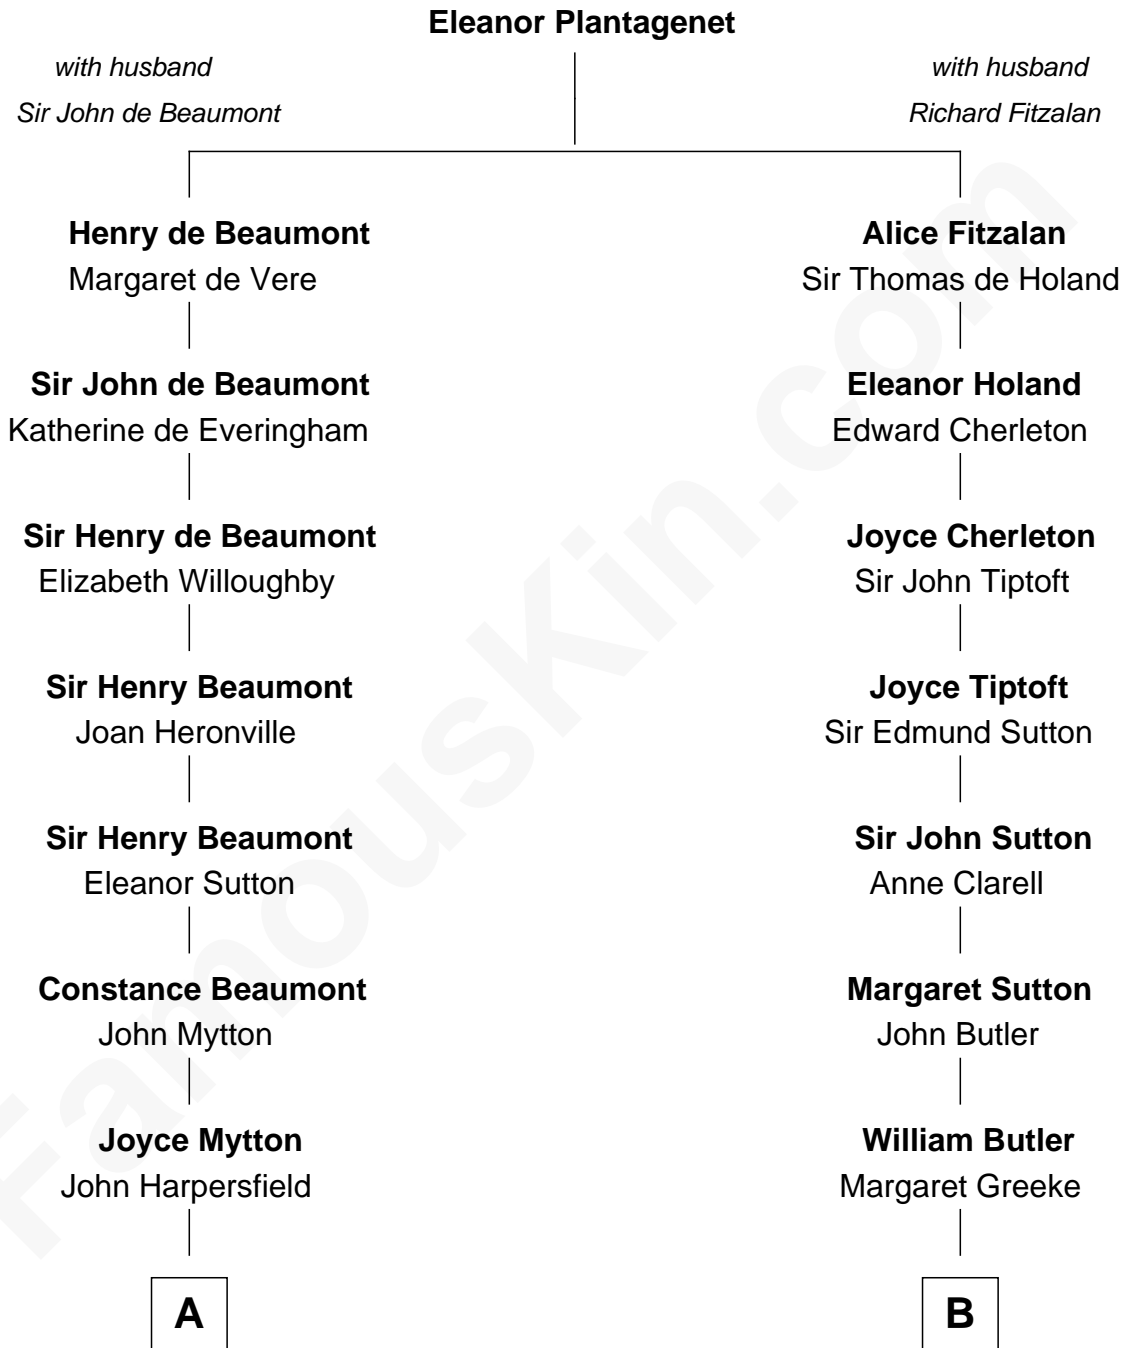 Eleanor Plantagenet
with husband
Sir John de Beaumont
with husband
Richard Fitzalan
Henry de Beaumont
Margaret de Vere
Alice Fitzalan
Sir Thomas de Holand
Sir John de Beaumont
Katherine de Everingham
Eleanor Holand
Edward Cherleton
Sir Henry de Beaumont
Elizabeth Willoughby
Joyce Cherleton
Sir John Tiptoft
Sir Henry Beaumont
Joan Heronville
Joyce Tiptoft
Sir Edmund Sutton
Sir Henry Beaumont
Eleanor Sutton
Sir John Sutton
Anne Clarell
Constance Beaumont
John Mytton
Margaret Sutton
John Butler
Joyce Mytton
John Harpersfield
William Butler
Margaret Greeke
A
B
FamousKin.com